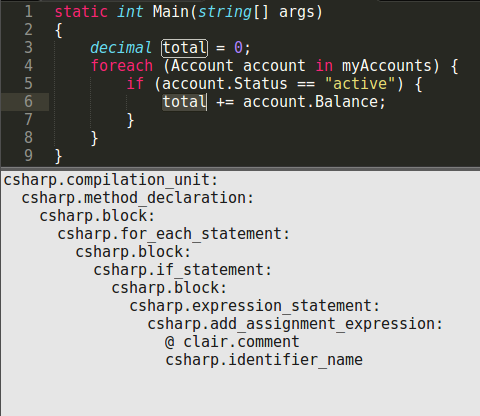 1 static int Main(string[] args)
2 {
3     decimal total = 0;
4     foreach (Account account in myAccounts) {
5         if (account.Status == "active") {
6             total += account.Balance;
7         }
8     }
9 }
csharp.compilation_unit:
  csharp.method_declaration:
    csharp.block:
      csharp.for_each_statement:
        csharp.block:
          csharp.if_statement:
            csharp.block:
              csharp.expression_statement:
                csharp.add_assignment_expression:
                  @ clair.comment
                  csharp.identifier_name